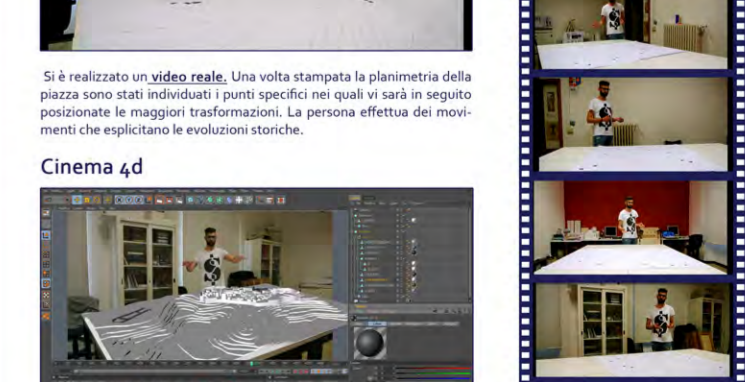 Si è realizzato un video reale. Una volta stampata la planimetria della
piazza sono stati individuati i punti specifici nei quali vi sarà in seguito
posizionate le maggiori trasformazioni. La persona effettua dei movi-
menti che esplicitano le evoluzioni storiche.
Cinema 4d